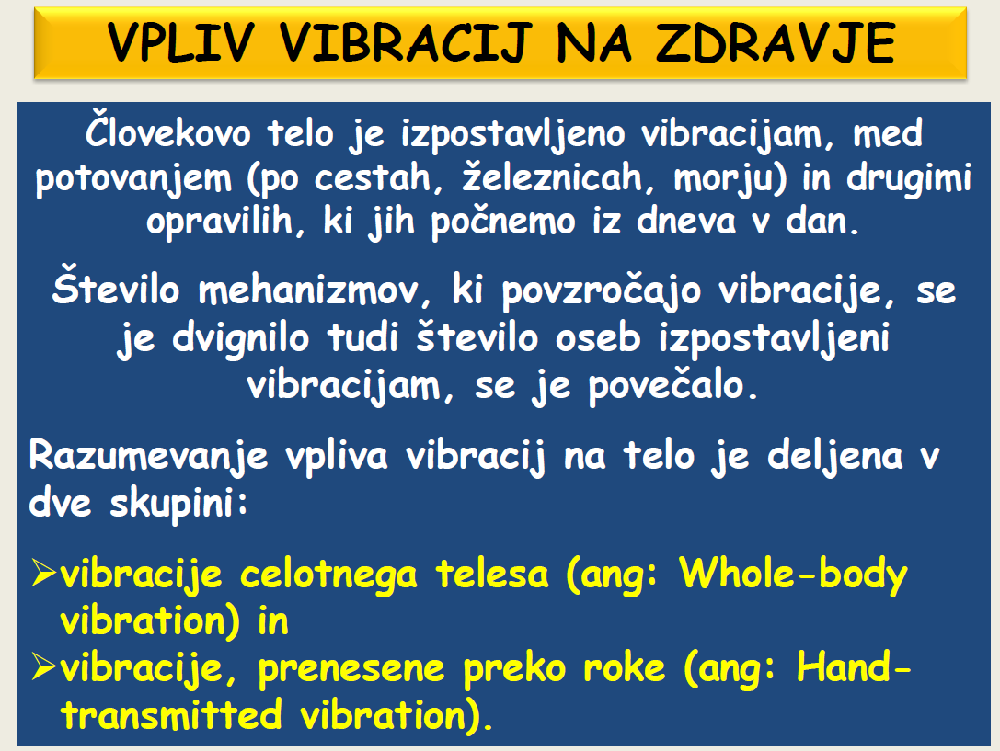 VPLIV VIBRACIJ NA ZDRAVJE
Človekovo telo je izpostavljeno vibracijam, med
potovanjem (po cestah, železnicah, morju) in drugimi
opravilih, ki jih počnemo iz dneva v dan.
Število mehanizmov, ki povzročajo vibracije, se
je dvignilo tudi število oseb izpostavljeni
vibracijam, se je povečalo.
Razumevanje vpliva vibracij na telo je deljena v
dve skupini:
➢vibracije celotnega telesa (ang: Whole-body
vibration) in
➢vibracije, prenesene preko roke (ang: Hand-
transmitted vibration).